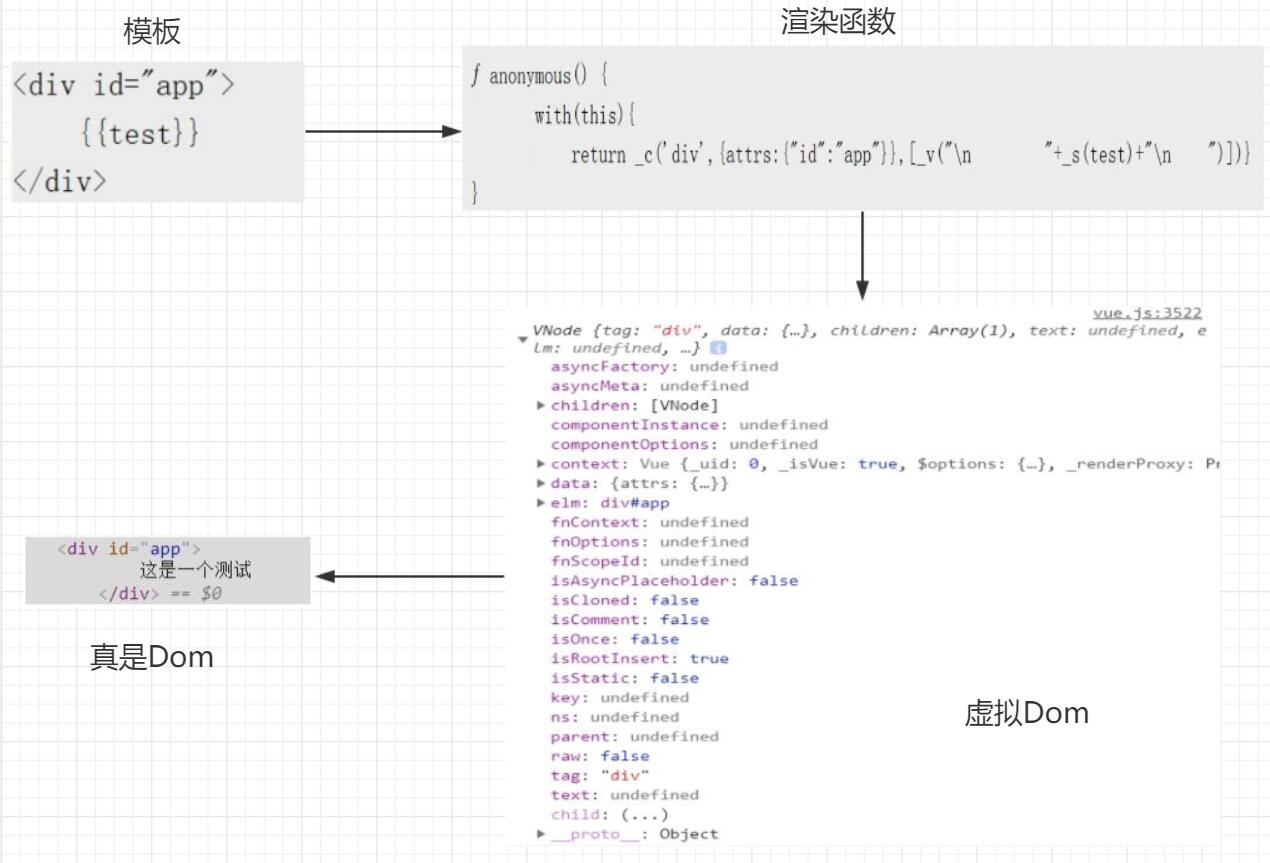 模板
<div id="app">
{{test}}
</div>
渲染函数
f anonymous() {
with(this){
return _c('div',{attrs:{"id":"app"}},[_v("\n "+_s(test)+"\n ")])}
}
vue.js:3522
VNode {tag: "div", data: {…}, children: Array(1), text: undefined, e
lm: undefined, …} i
asyncFactory: undefined
asyncMeta: undefined
children: [VNode]
componentInstance: undefined
componentOptions: undefined
context: Vue {_uid: 0, _isVue: true, $options: {…}, _renderProxy: Pr
data: {attrs: {…}}
elm: div#app
fnContext: undefined
fnOptions: undefined
fnScopeId: undefined
isAsyncPlaceholder: false
isCloned: false
isComment: false
isOnce: false
isRootInsert: true
isStatic: false
key: undefined
ns: undefined
parent: undefined
raw: false
tag: "div"
text: undefined
child: (...)
__proto__: Object
虚拟Dom
<div id="app">
这是一个测试
</div> == $0
真是Dom